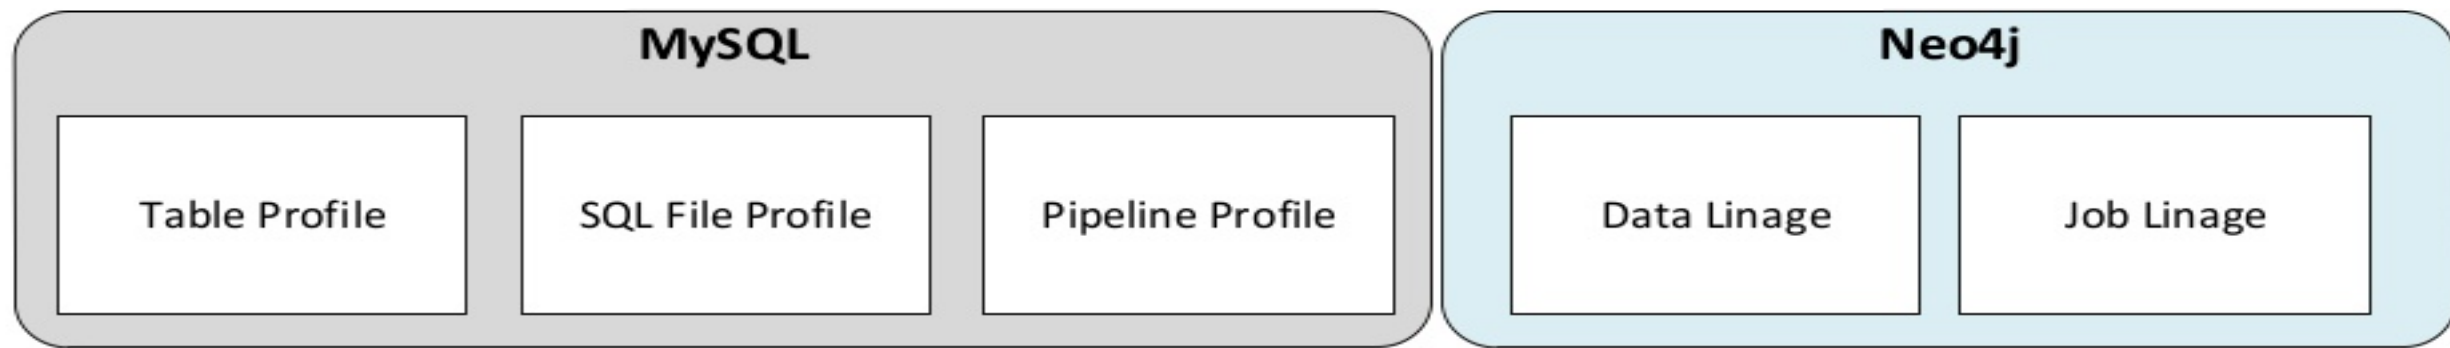 MySQL
Neo4j
Table Profile
SQL File Profile
Pipeline Profile
Data Linage
Job Linage